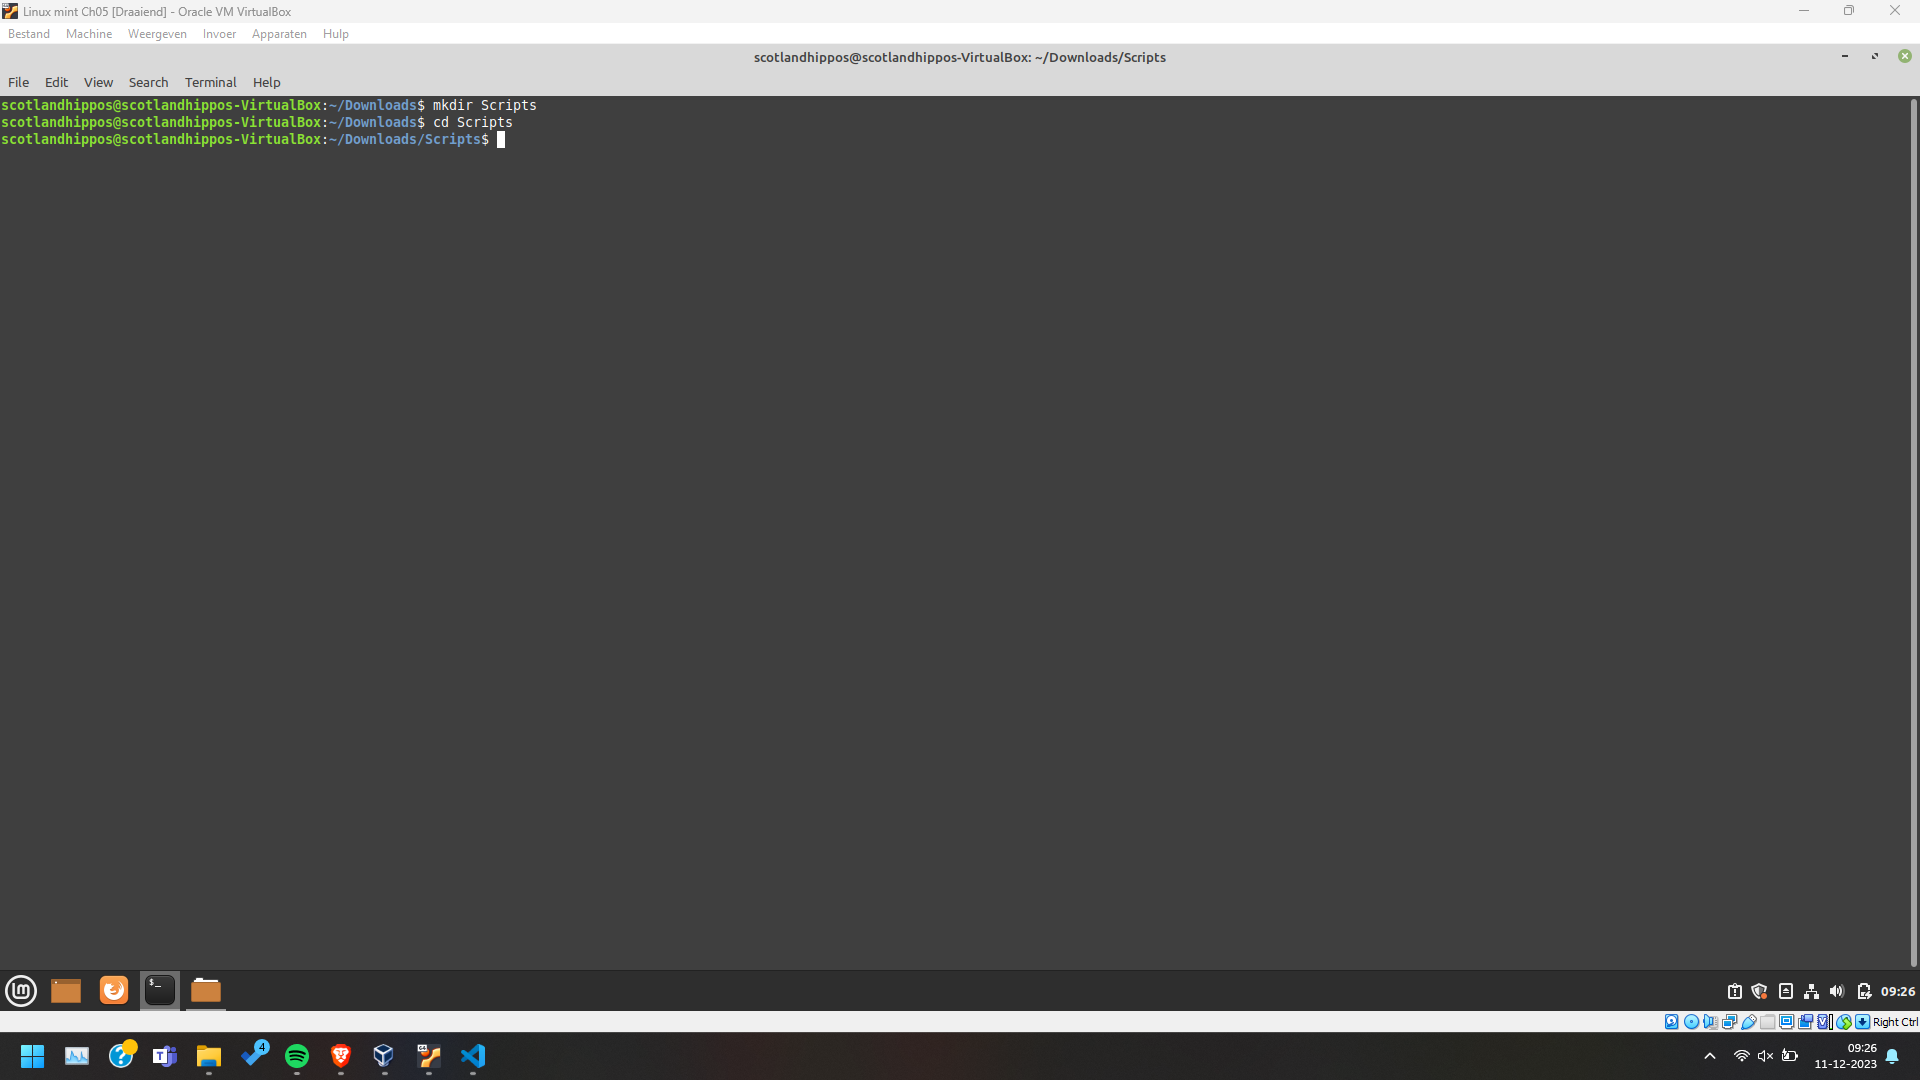 Linux mint Ch05 [Draaiend] - Oracle VM VirtualBox
Bestand Machine Weergeven Invoer Apparaten Hulp
scotlandhippos@scotlandhippos-VirtualBox: ~/Downloads/Scripts
File Edit View Search Terminal Help
scotlandhippos@scotlandhippos-VirtualBox:~/Downloads$ mkdir Scripts
scotlandhippos@scotlandhippos-VirtualBox:~/Downloads$ cd Scripts
scotlandhippos@scotlandhippos-VirtualBox:~/Downloads/Scripts$
$_
09:26
Right Ctrl
4
64
09:26
11-12-2023